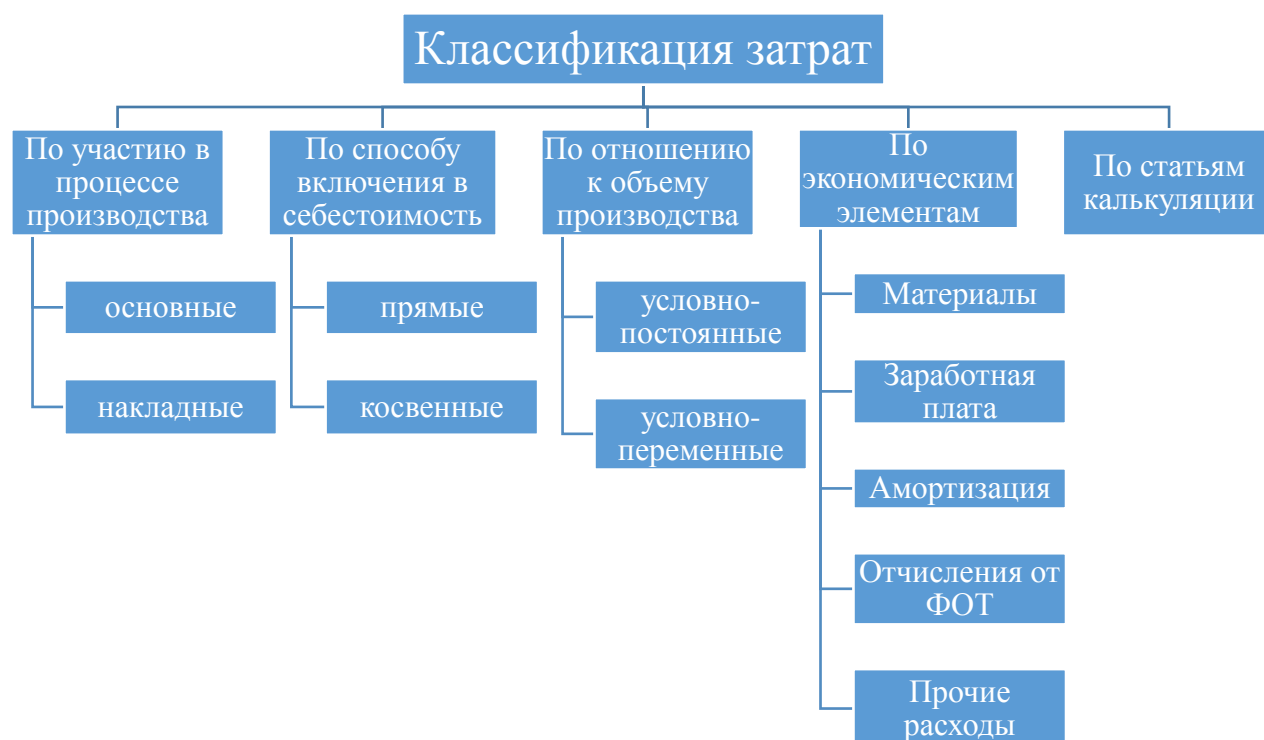 Классификация затрат
По участию в
процессе
производства
основные
накладные
По способу
включения в
себестоимость
прямые
косвенные
По отношению
к объему
производства
условно-
постоянные
условно-
переменные
По
экономическим
элементам
Материалы
Заработная
плата
Амортизация
Отчисления от
ФОТ
Прочие
расходы
По статьям
калькуляции